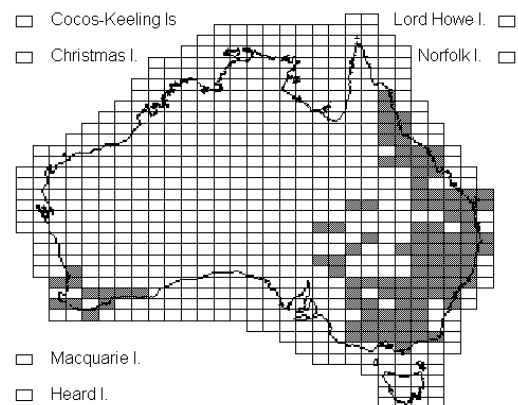 Cocos-Keeling Is
Lord Howe I.
Christmas I.
Norfolk I.
Macquarie I.
Heard I.